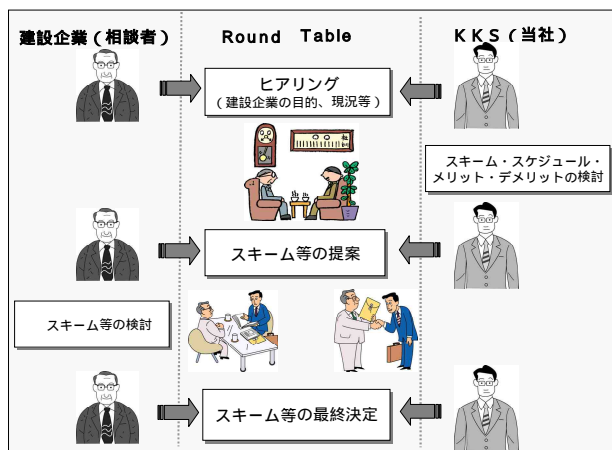 建設企業(相談者)
Round Table
KKS(当社)
ヒアリング
(建設企業の目的、現況等)
スキーム・スケジュール・
メリット・デメリットの検討
スキーム等の提案
スキーム等の検討
スキーム等の最終決定